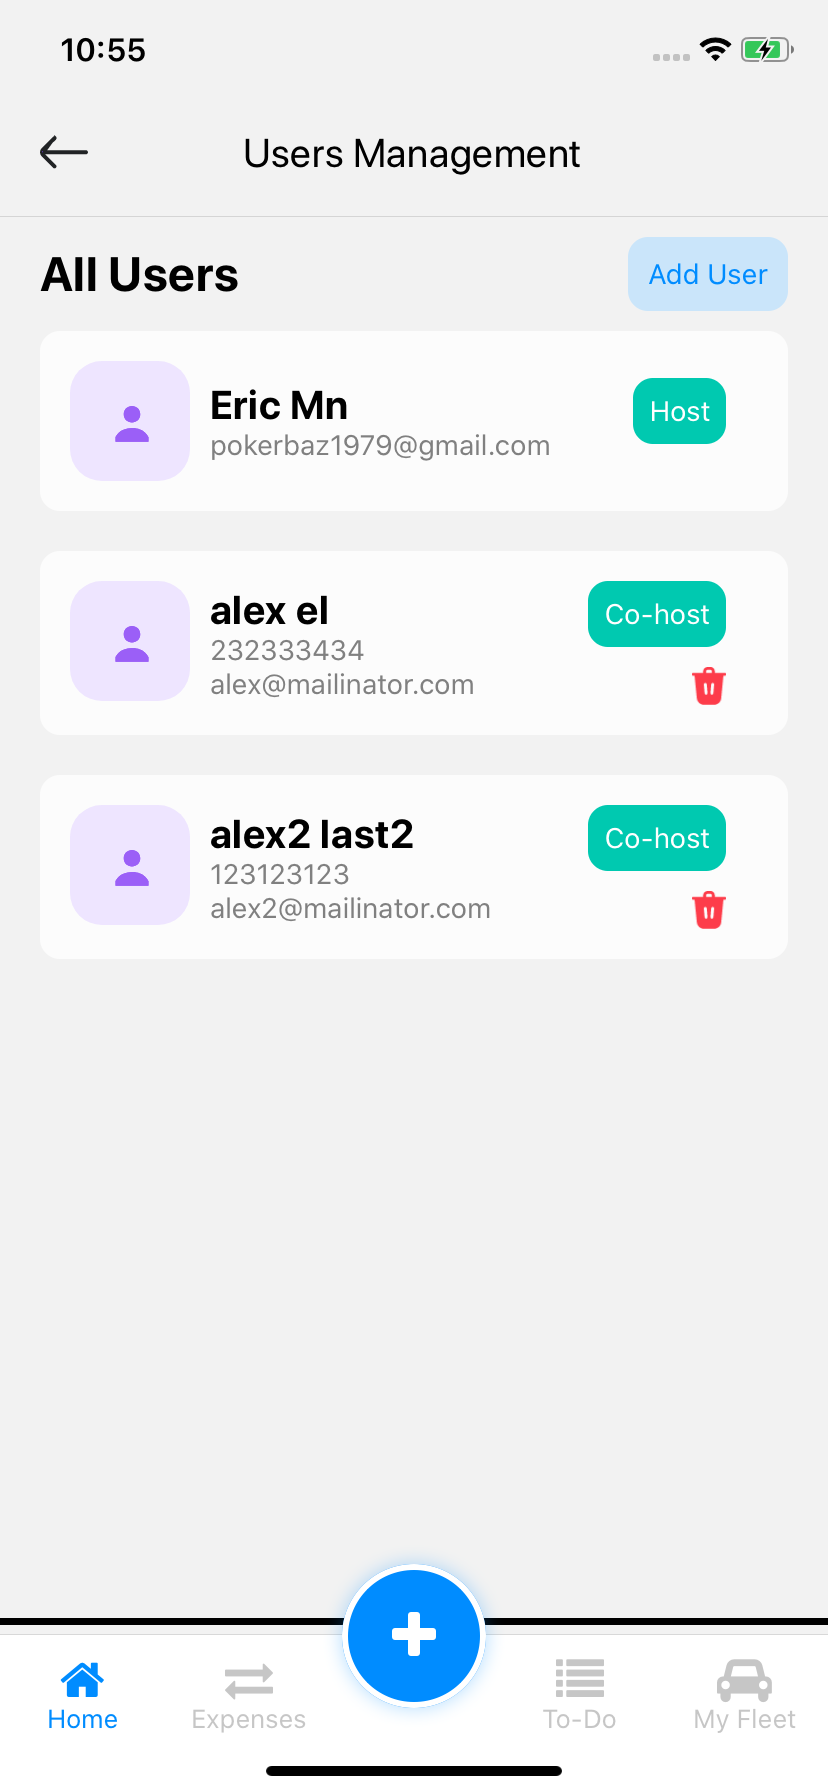 10:55
Users Management
All Users
Add User
Eric Mn
Host
pokerbaz1979@gmail.com
alex el
Co-host
232333434
alex@mailinator.com
alex2 last2
Co-host
123123123
alex2@mailinator.com
Home
Expenses
To-Do
My Fleet